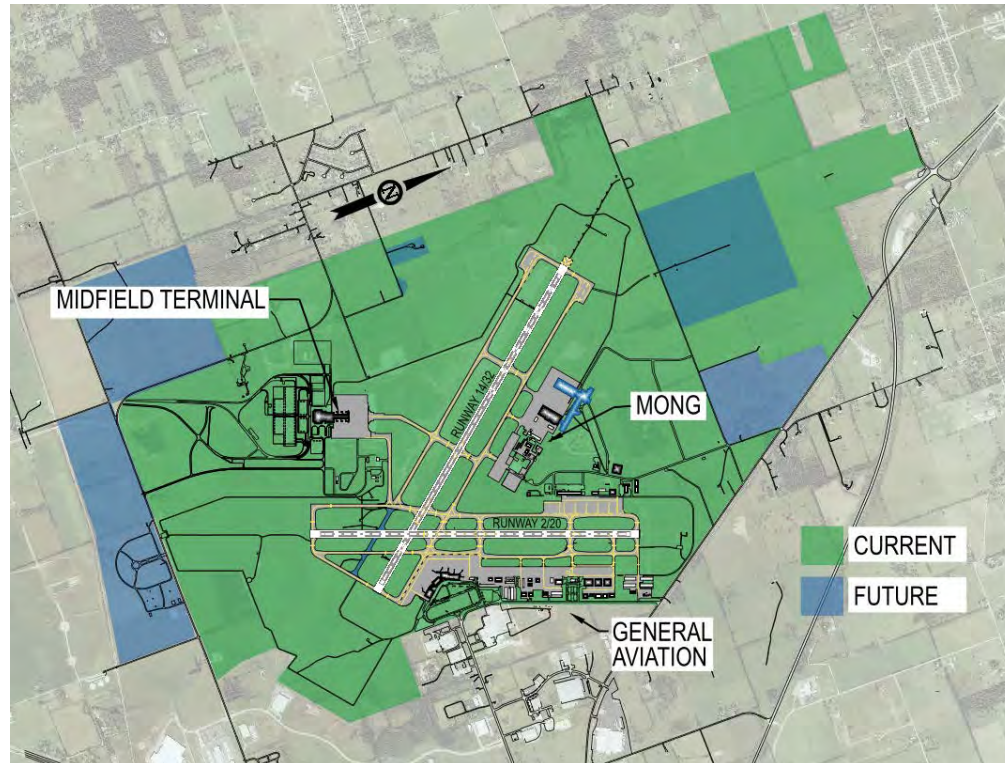 N
MIDFIELD TERMINAL
RUNWAY 14/32
MONG
RUNWAY 2/20
CURRENT
FUTURE
GENERAL
AVIATION